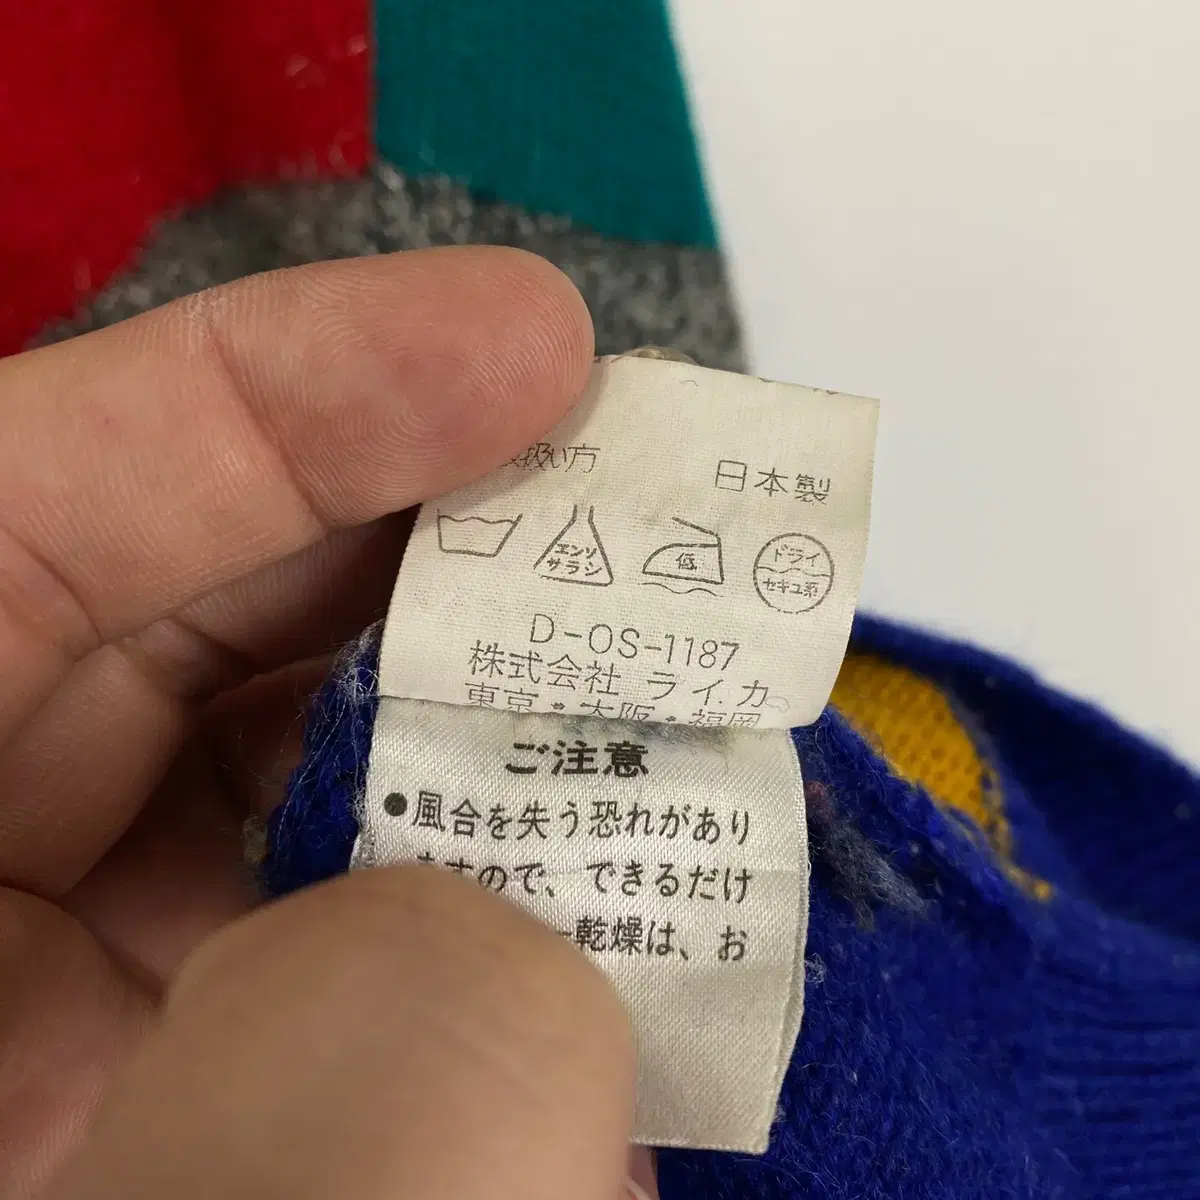 扱い方
日本製
エンソ
サラシ
低
ドライ
セキユ系
D-OS-1187
株式会社 ライカ
東京・大阪・福岡
ご注意
●風合を失う恐れがあり
ますので、できるだけ
乾燥は、お